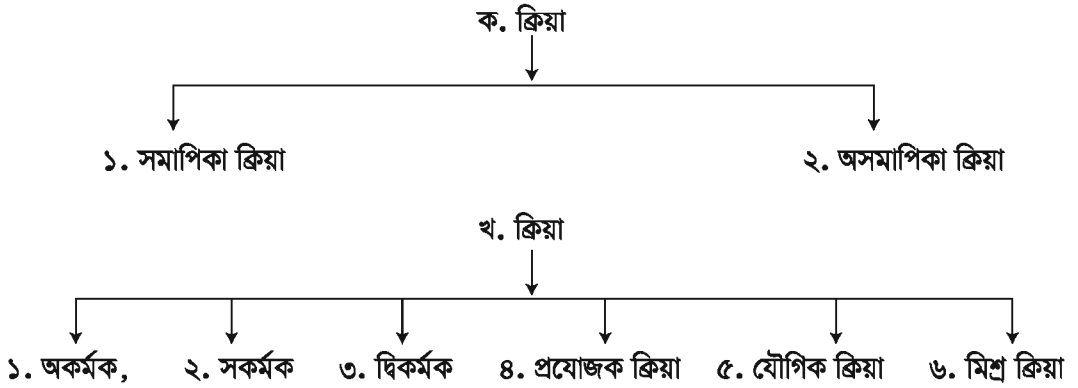 ক. ক্রিয়া
১. সমাপিকা ক্রিয়া ২. অসমাপিকা ক্রিয়া
খ. ক্রিয়া
১. অকর্মক, ২. সকর্মক ৩. দ্বিকর্মক ৪. প্রযোজক ক্রিয়া ৫. যৌগিক ক্রিয়া ৬. মিশ্র ক্রিয়া